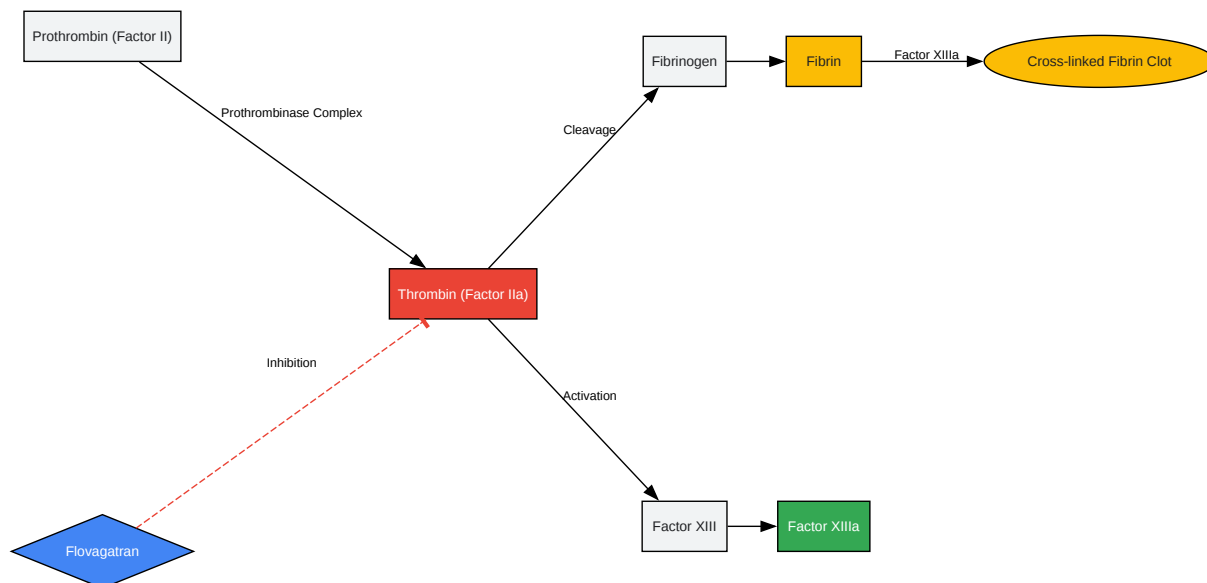 Prothrombin (Factor II)
Prothrombinase Complex
Thrombin (Factor IIa)
Cleavage
Fibrinogen
Fibrin
Factor XIIIa
Cross-linked Fibrin Clot
Inhibition
Activation
Flovagatran
Factor XIII
Factor XIIIa